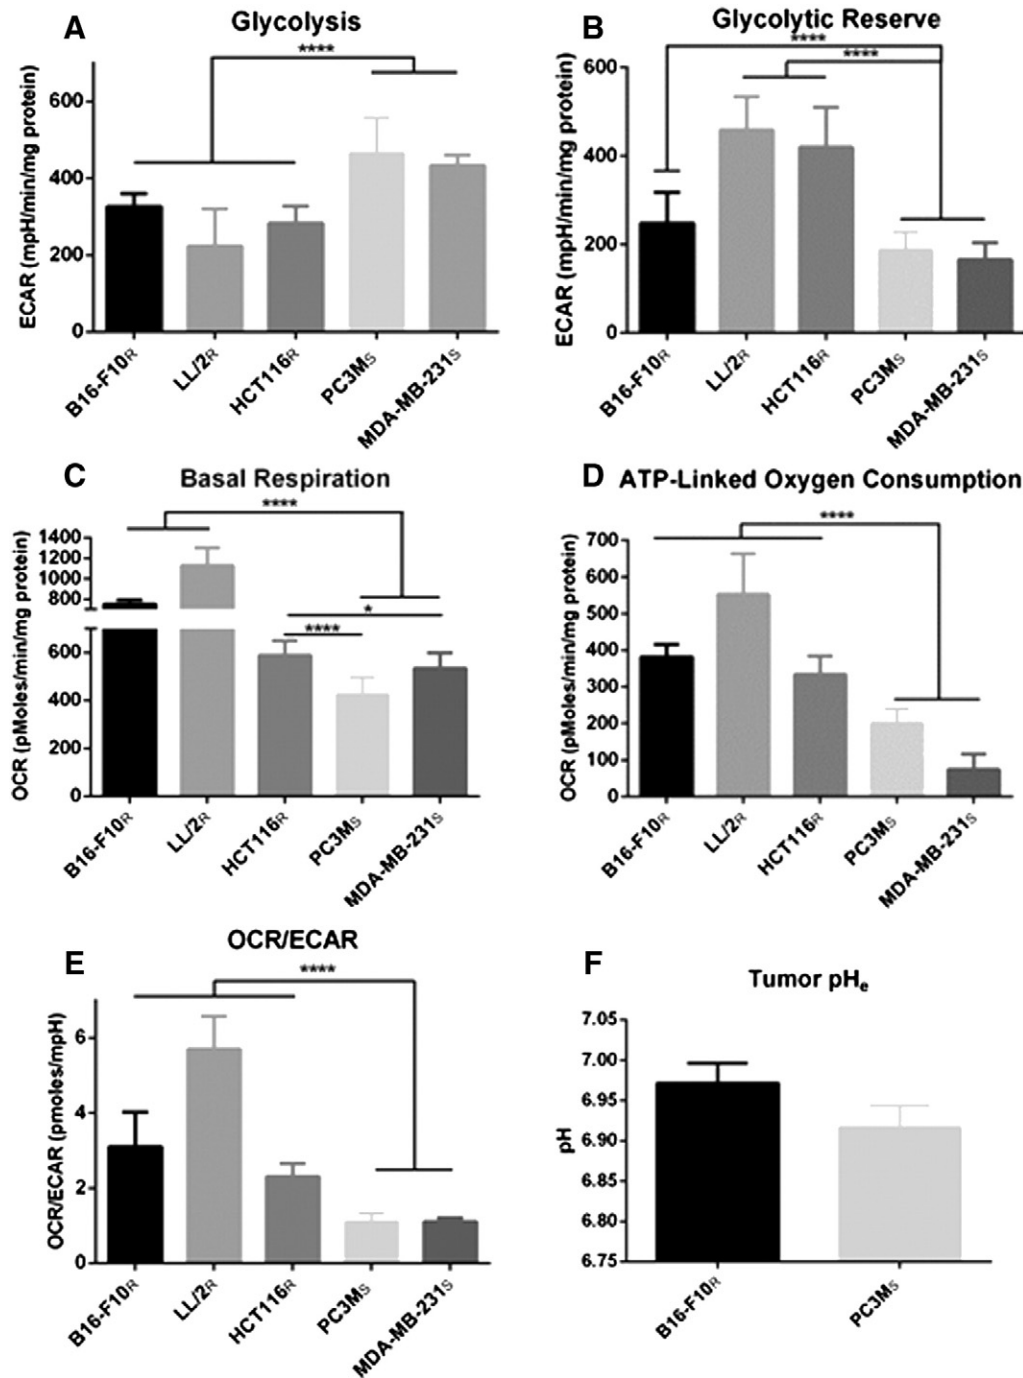 A
Glycolysis
****
ECAR (mpH/min/mg protein)
600
400
200
0
B16-F10R
LL/2R
HCT116R
PC3MS
MDA-MB-231S
B
Glycolytic Reserve
****
****
ECAR (mpH/min/mg protein)
600
400
200
0
B16-F10R
LL/2R
HCT116R
PC3MS
MDA-MB-231S
C
Basal Respiration
****
*
****
OCR (pMoles/min/mg protein)
1400
1200
1000
800
600
400
200
0
B16-F10R
LL/2R
HCT116R
PC3MS
MDA-MB-231S
D
ATP-Linked Oxygen Consumption
****
OCR (pMoles/min/mg protein)
700
600
500
400
300
200
100
0
B16-F10R
LL/2R
HCT116R
PC3MS
MDA-MB-231S
E
OCR/ECAR
****
OCR/ECAR (pmoles/mpH)
6
4
2
0
B16-F10R
LL/2R
HCT116R
PC3MS
MDA-MB-231S
F
Tumor pHe
pH
7.05
7.00
6.95
6.90
6.85
6.80
6.75
B16-F10R
PC3MS